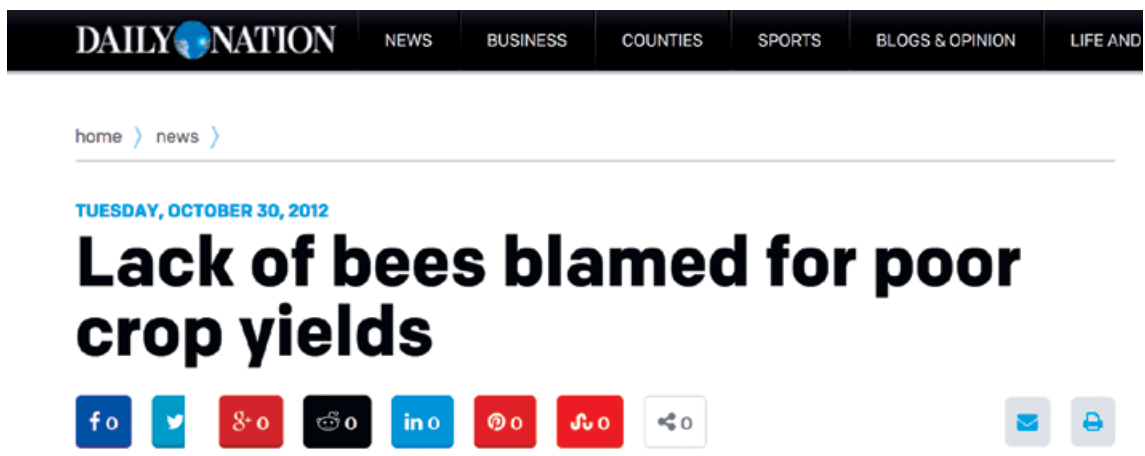 DAILY NATION NEWS BUSINESS COUNTIES SPORTS BLOGS & OPINION LIFE AND
home 〉 news 〉
TUESDAY, OCTOBER 30, 2012
Lack of bees blamed for poor
crop yields
f 0 8+ 0 0 in 0 0 0 0